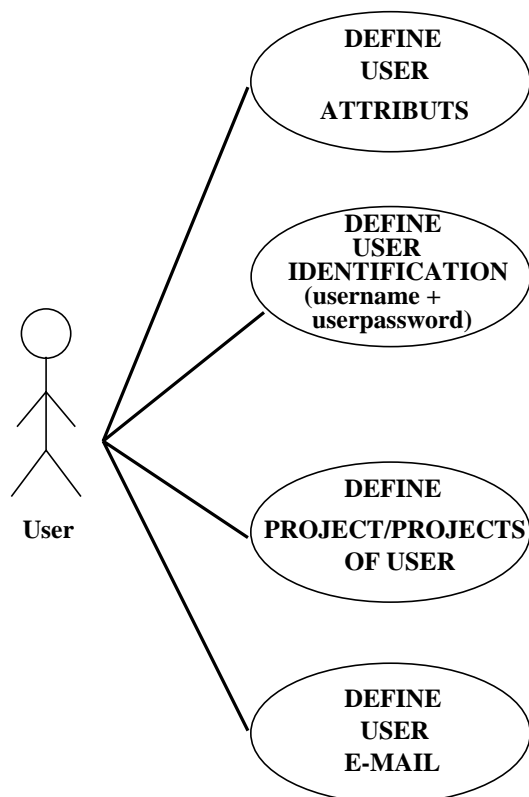 DEFINE
USER
ATTRIBUTS
DEFINE
USER
IDENTIFICATION
(username +
userpassword)
User
DEFINE
PROJECT/PROJECTS
OF USER
DEFINE
USER
E-MAIL